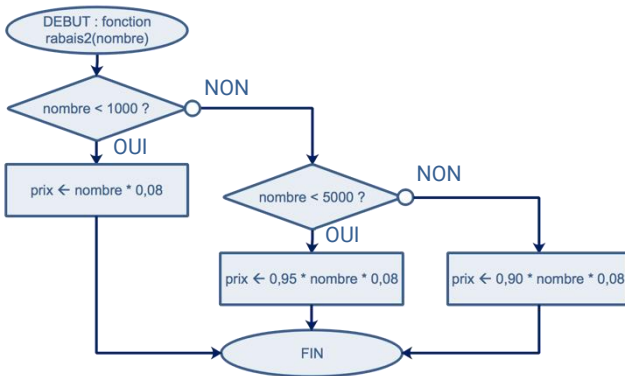 DEBUT : fonction
rabais2(nombre)
NON
nombre < 1000 ?
OUI
prix ← nombre * 0,08
NON
nombre < 5000 ?
OUI
prix ← 0,95 * nombre * 0,08
prix ← 0,90 * nombre * 0,08
FIN